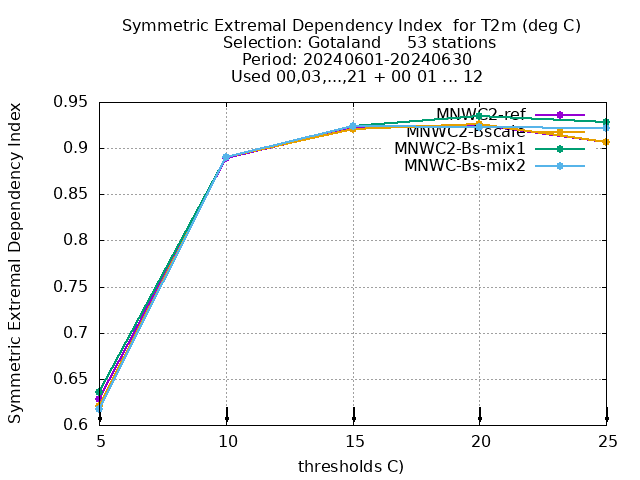 Symmetric Extremal Dependency Index  for T2m (deg C)
Selection: Gotaland     53 stations
Period: 20240601-20240630
Used 00,03,...,21 + 00 01 ... 12
Symmetric Extremal Dependency Index
0.95
0.9
0.85
0.8
0.75
0.7
0.65
0.6
MNWC2-ref
MNWC2-Bscale
MNWC2-Bs-mix1
MNWC-Bs-mix2
5 10 15 20 25
thresholds C)